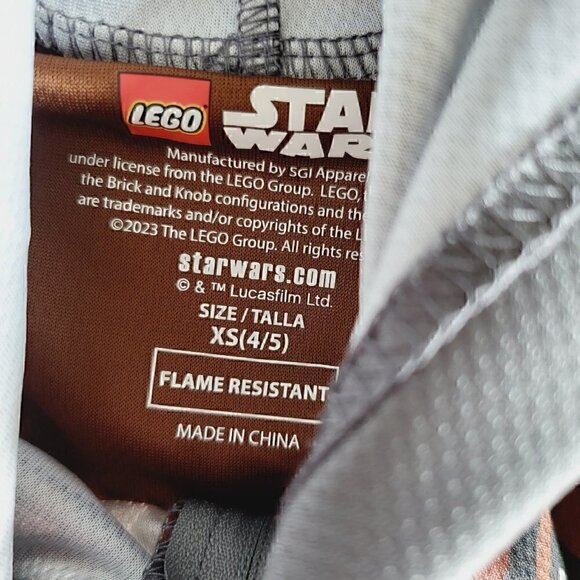 LEGO
STA
WAR
Manufactured by SGI Appare
under license from the LEGO Group. LEGO,
the Brick and Knob configurations and the
are trademarks and/or copyrights of the L
©2023 The LEGO Group. All rights res
starwars.com
© & ™ Lucasfilm Ltd.
SIZE / TALLA
XS(4/5)
FLAME RESISTANT
MADE IN CHINA